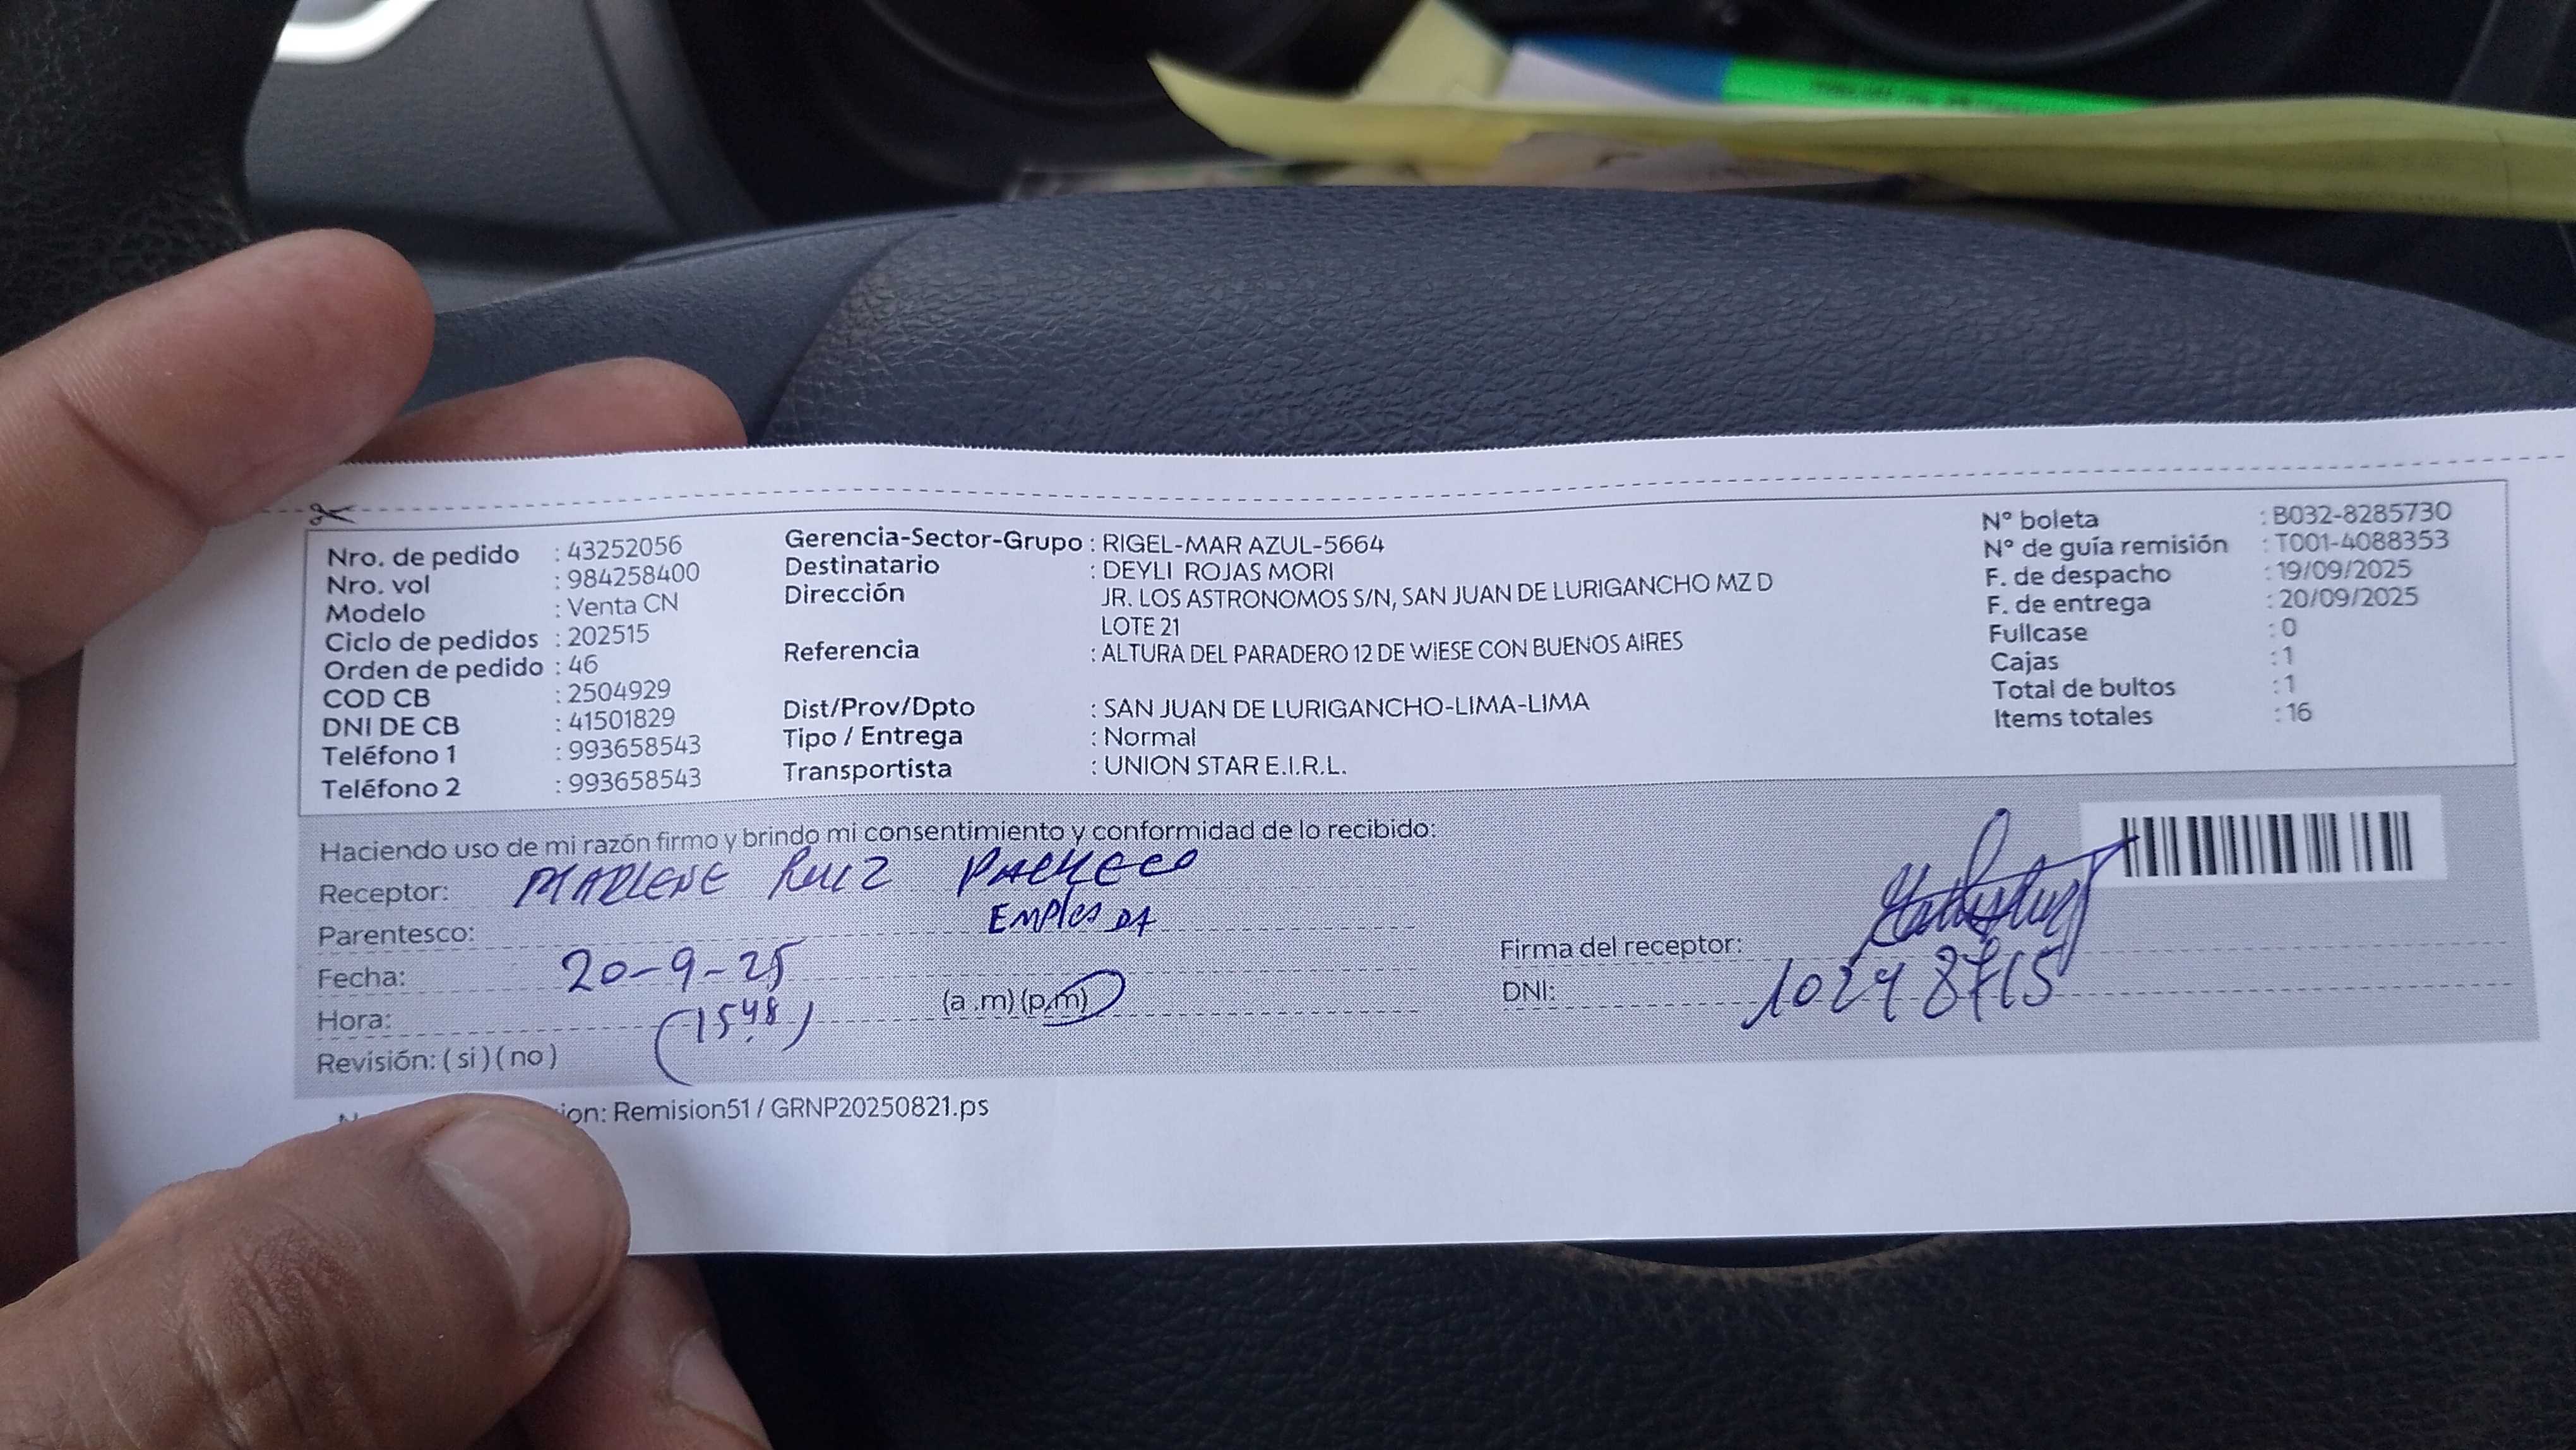 Nro. de pedido : 43252056
Nro. vol : 984258400
Modelo : Venta CN
Ciclo de pedidos : 202515
Orden de pedido : 46
COD CB : 2504929
DNI DE CB : 41501829
Teléfono 1 : 993658543
Teléfono 2 : 993658543
Gerencia-Sector-Grupo : RIGEL-MAR AZUL-5664
Destinatario : DEYLI ROJAS MORI
Dirección JR. LOS ASTRONOMOS S/N, SAN JUAN DE LURIGANCHO MZ D
LOTE 21
Referencia : ALTURA DEL PARADERO 12 DE WIESE CON BUENOS AIRES
Dist/Prov/Dpto : SAN JUAN DE LURIGANCHO-LIMA-LIMA
Tipo / Entrega : Normal
Transportista : UNION STAR E.I.R.L.
N° boleta : B032-8285730
N° de guía remisión : T001-4088353
F. de despacho : 19/09/2025
F. de entrega : 20/09/2025
Fullcase : 0
Cajas : 1
Total de bultos : 1
Items totales : 16
Haciendo uso de mi razón firmo y brindo mi consentimiento y conformidad de lo recibido:
Receptor: MARLENE RUIZ PACHECO
Parentesco: EMPleADA
Fecha: 20-9-25
Hora: (15:48) (a.m)(p.m)
Revisión: (si)(no)
Firma del receptor:
DNI: 10248715
ion: Remision51 / GRNP20250821.ps